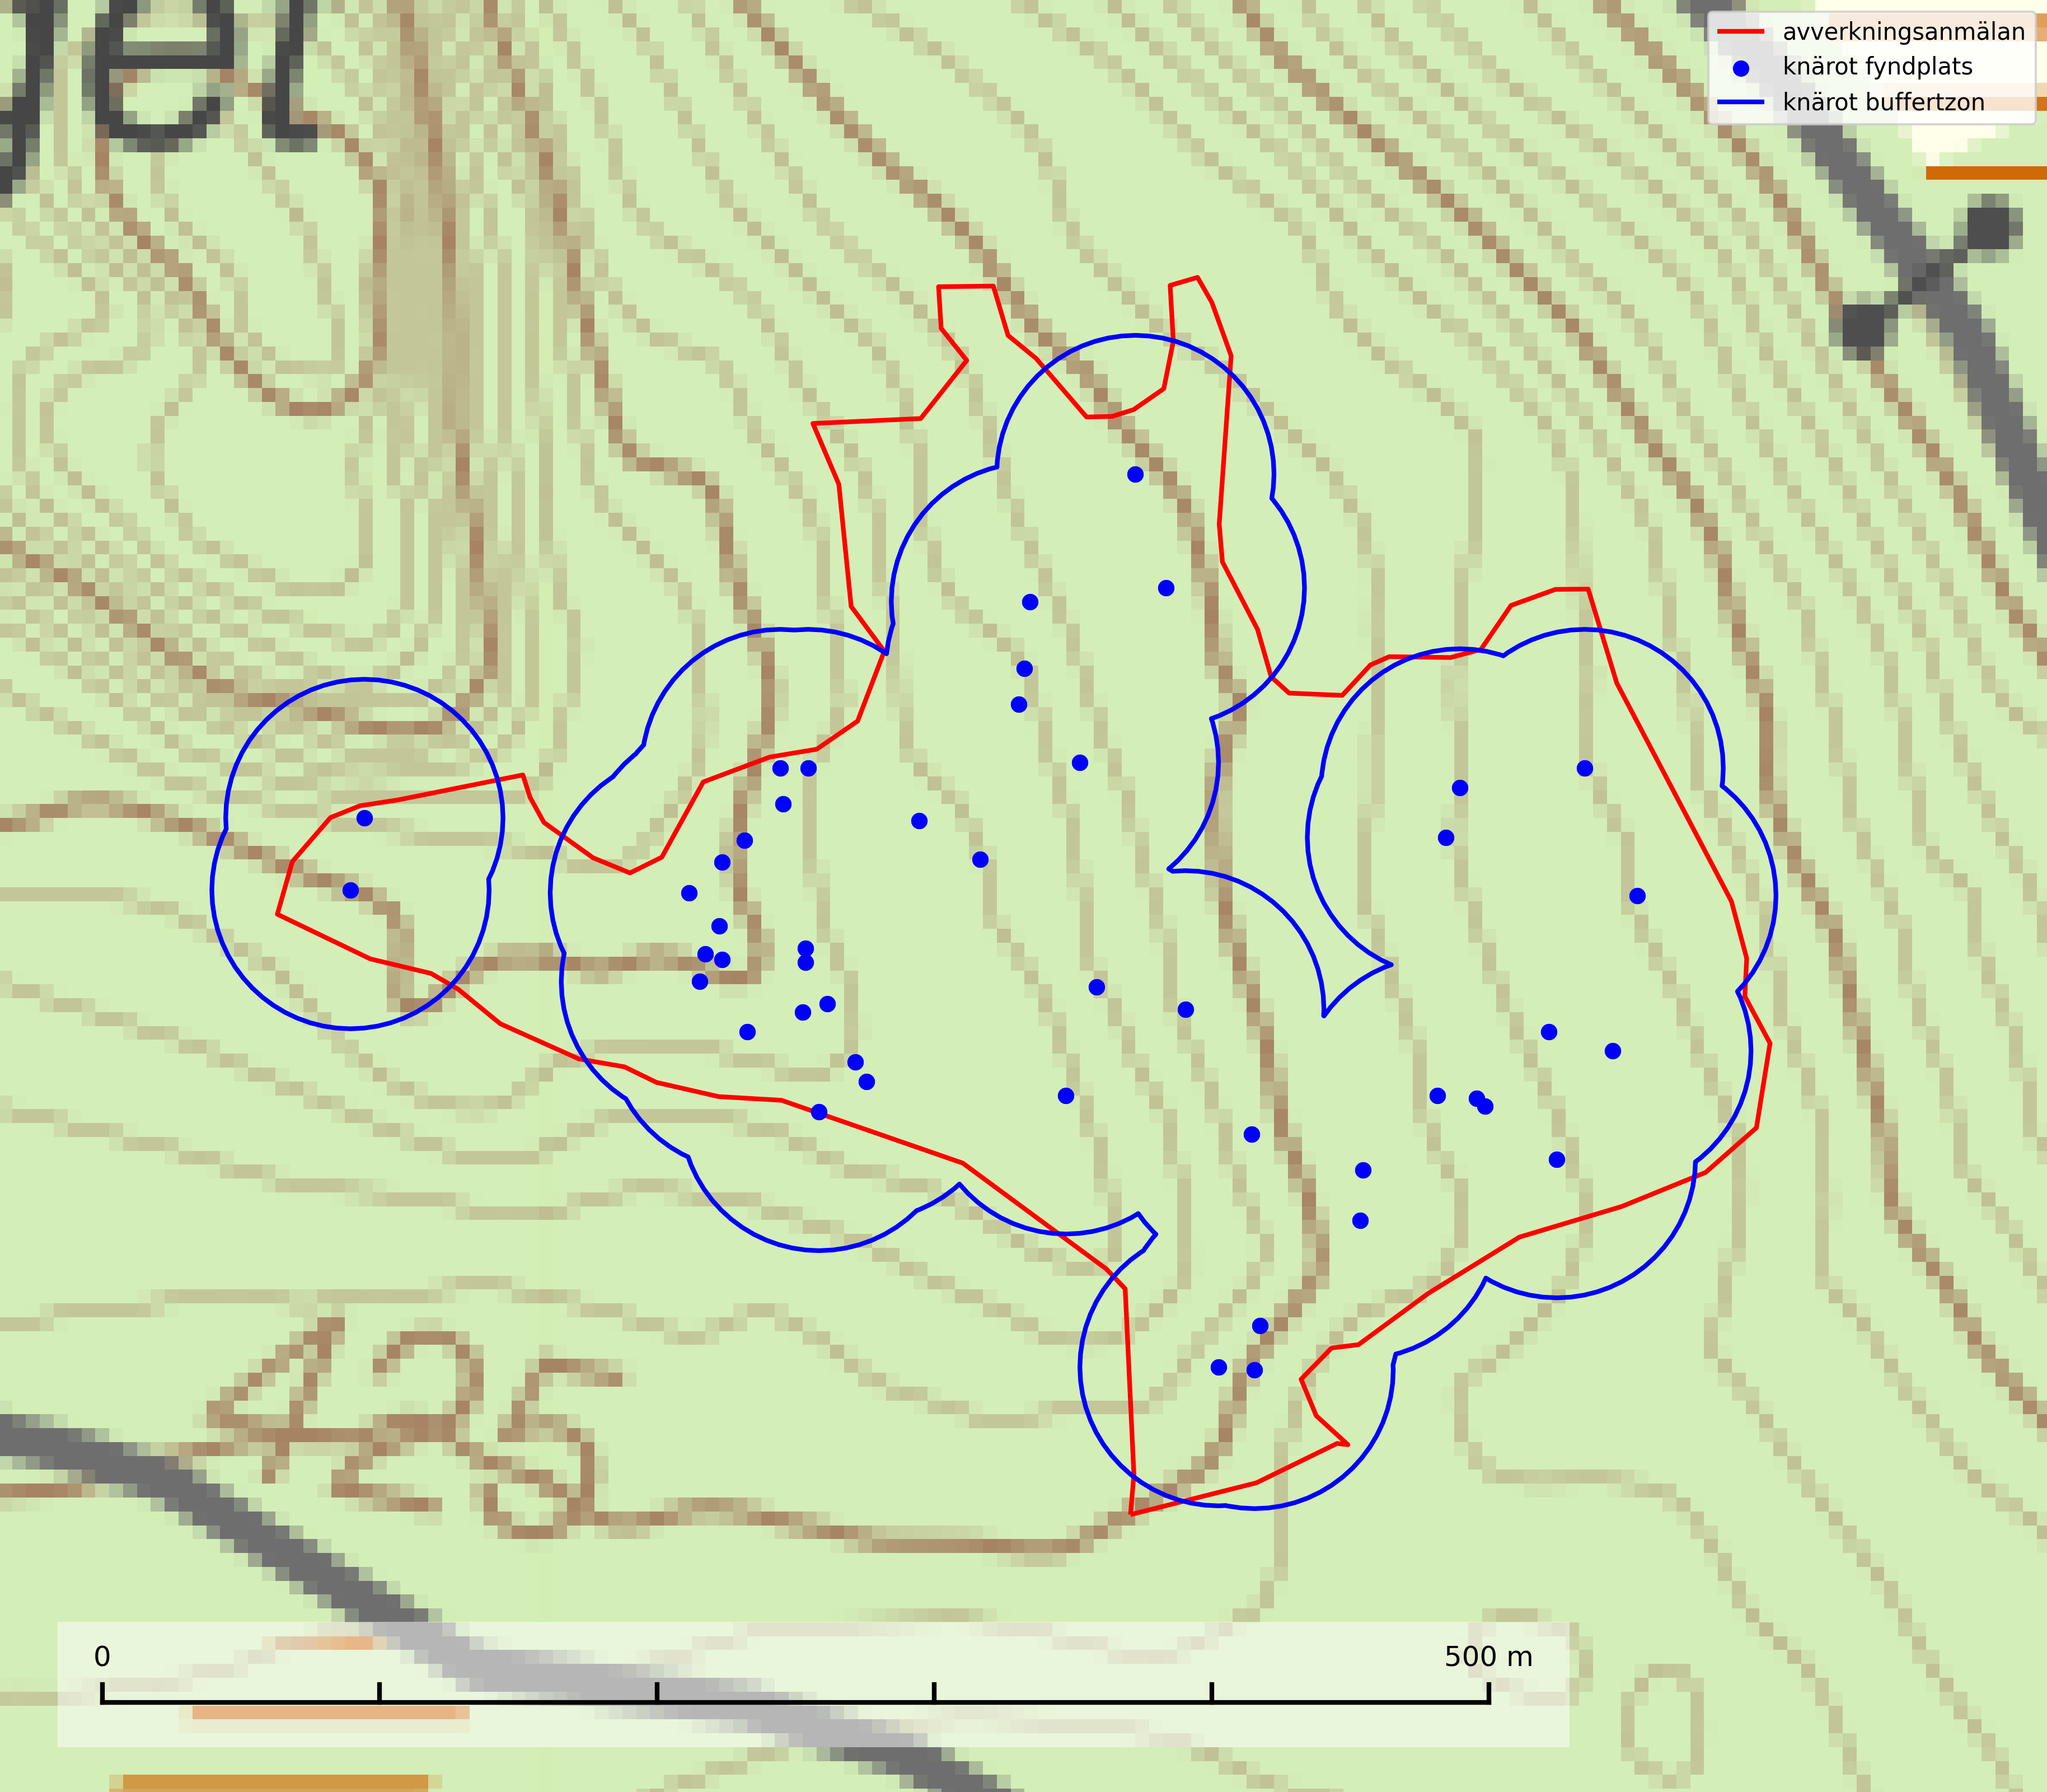 avverkningsanmälan
knärot fyndplats
knärot buffertzon
425
0 500 m